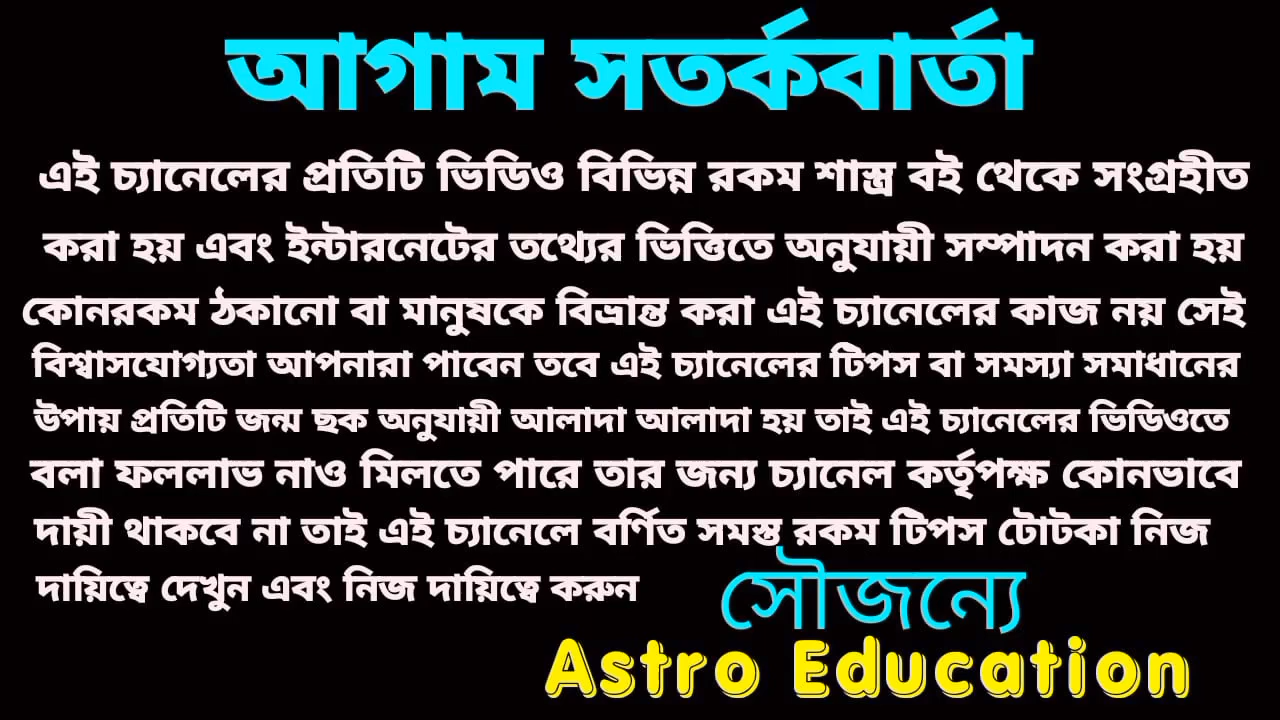 আগাম সতর্কবার্তা
এই চ্যানেলের প্রতিটি ভিডিও বিভিন্ন রকম শাস্ত্র বই থেকে সংগ্রহীত
করা হয় এবং ইন্টারনেটের তথ্যের ভিত্তিতে অনুযায়ী সম্পাদন করা হয়
কোনরকম ঠকানো বা মানুষকে বিভ্রান্ত করা এই চ্যানেলের কাজ নয় সেই
বিশ্বাসযোগ্যতা আপনারা পাবেন তবে এই চ্যানেলের টিপস বা সমস্যা সমাধানের
উপায় প্রতিটি জন্ম ছক অনুযায়ী আলাদা আলাদা হয় তাই এই চ্যানেলের ভিডিওতে
বলা ফললাভ নাও মিলতে পারে তার জন্য চ্যানেল কর্তৃপক্ষ কোনভাবে
দায়ী থাকবে না তাই এই চ্যানেলে বর্ণিত সমস্ত রকম টিপস টোটকা নিজ
দায়িত্বে দেখুন এবং নিজ দায়িত্বে করুন
সৌজন্যে
Astro Education